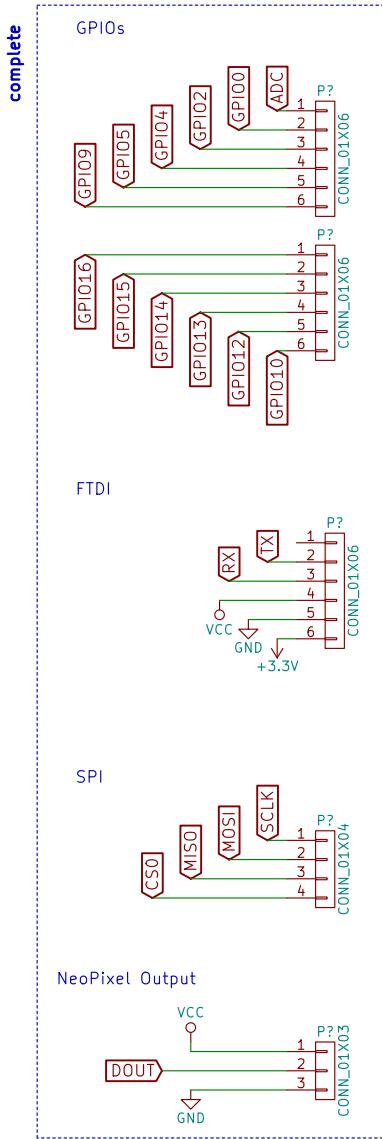 complete
GPIOs
P?
CONN_01X06
1 ADC
2 GPIO0
3 GPIO2
4 GPIO4
5 GPIO5
6 GPIO9
P?
CONN_01X06
1 GPIO16
2 GPIO15
3 GPIO14
4 GPIO13
5 GPIO12
6 GPIO10
FTDI
P?
CONN_01X06
1
2 TX
3 RX
4 VCC
5 GND
6 +3.3V
SPI
P?
CONN_01X04
1 SCLK
2 MOSI
3 MISO
4 CS0
NeoPixel Output
P?
CONN_01X03
VCC 1
DOUT 2
GND 3